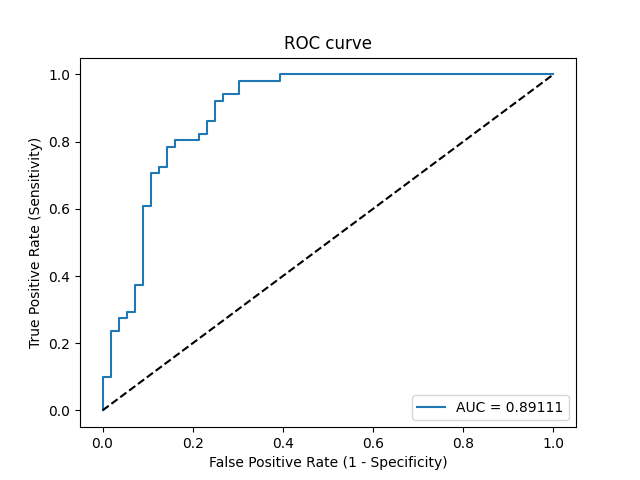 ROC curve
True Positive Rate (Sensitivity)
1.0
0.8
0.6
0.4
0.2
0.0
AUC = 0.89111
0.0 0.2 0.4 0.6 0.8 1.0
False Positive Rate (1 - Specificity)